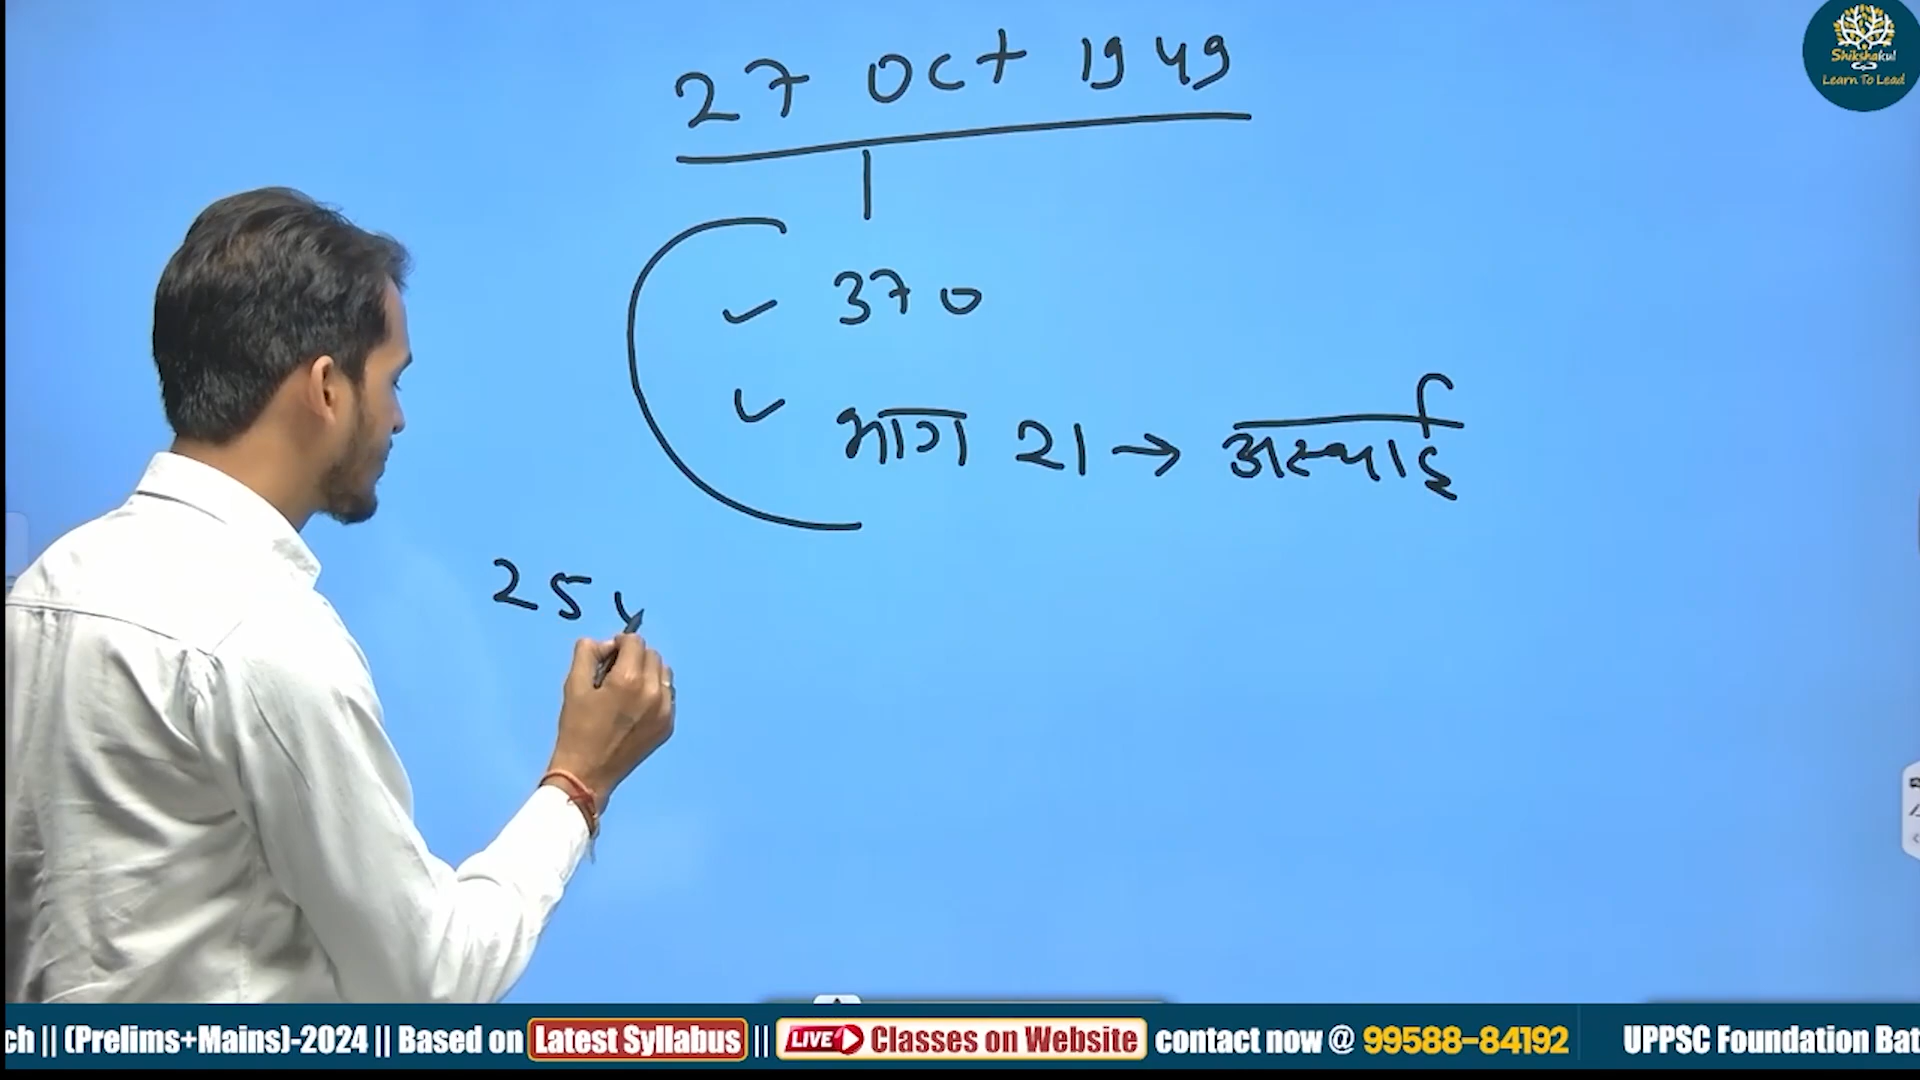 27 Oct 1949
Shikshakul
Learn To Lead
370
भाग 21 → अस्थाई
25
ch || (Prelims+Mains)-2024 || Based on Latest Syllabus || LIVE Classes on Website contact now @ 99588-84192 UPPSC Foundation Bat